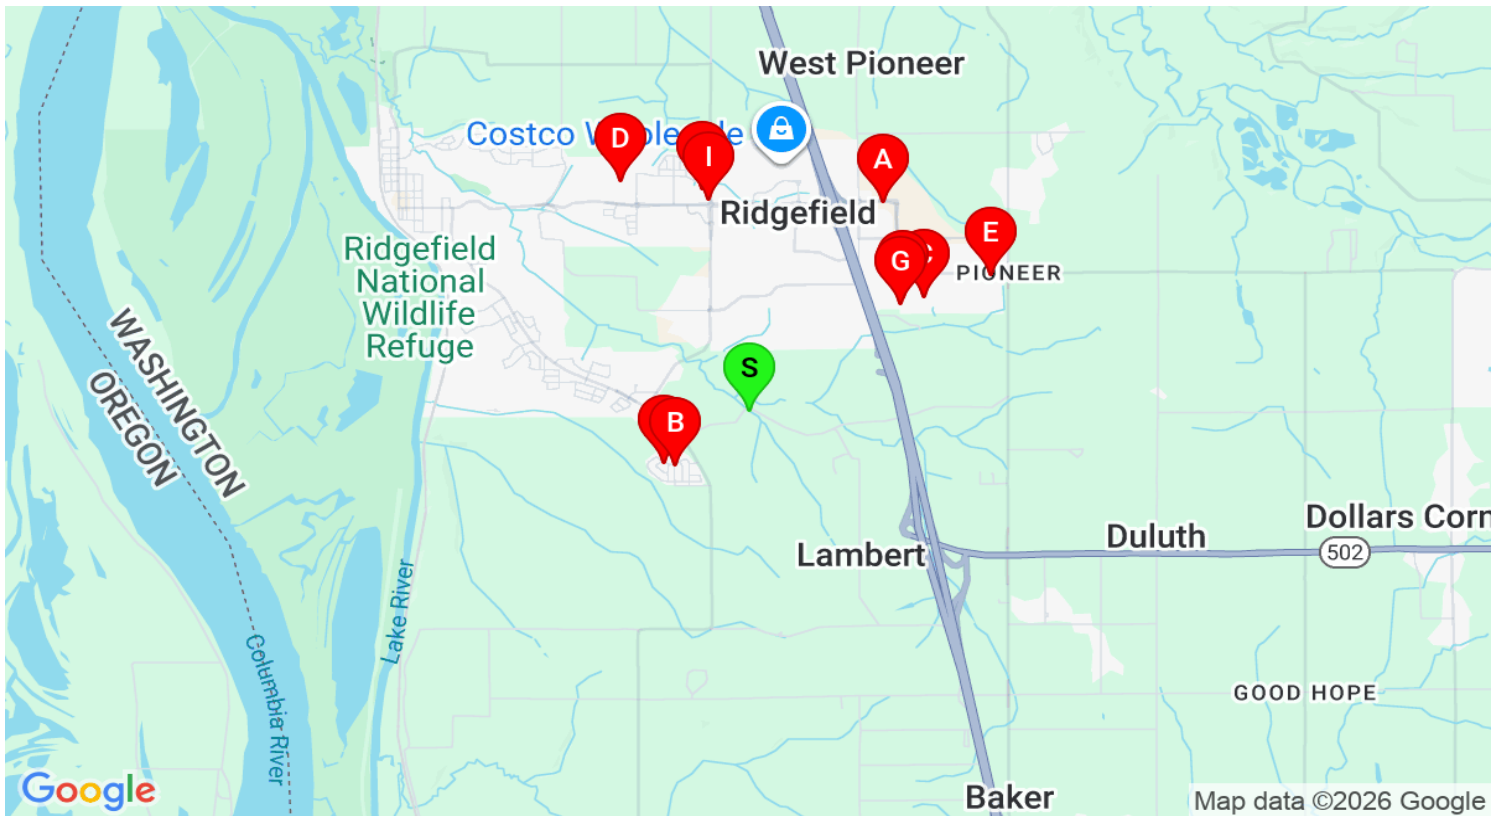 West Pioneer
Costco
D
I
A
Ridgefield
E
G
PIONEER
Ridgefield
National
Wildlife
Refuge
WASHINGTON
OREGON
S
B
Lambert
Duluth
Dollars Corn
502
Lake River
Columbia River
GOOD HOPE
Baker
Google
Map data ©2026 Google